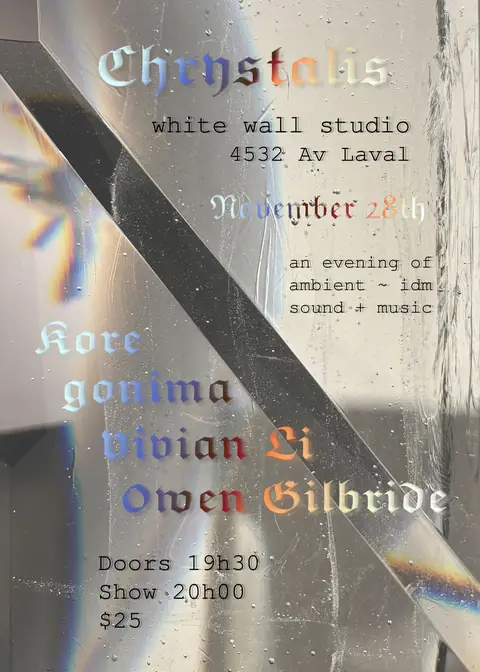 Chrystalis
white wall studio
4532 Av Laval
November 28th
an evening of
ambient ~ idm
sound + music
Kore
gonima
Vivian Li
Owen Gilbride
Doors 19h30
Show 20h00
$25